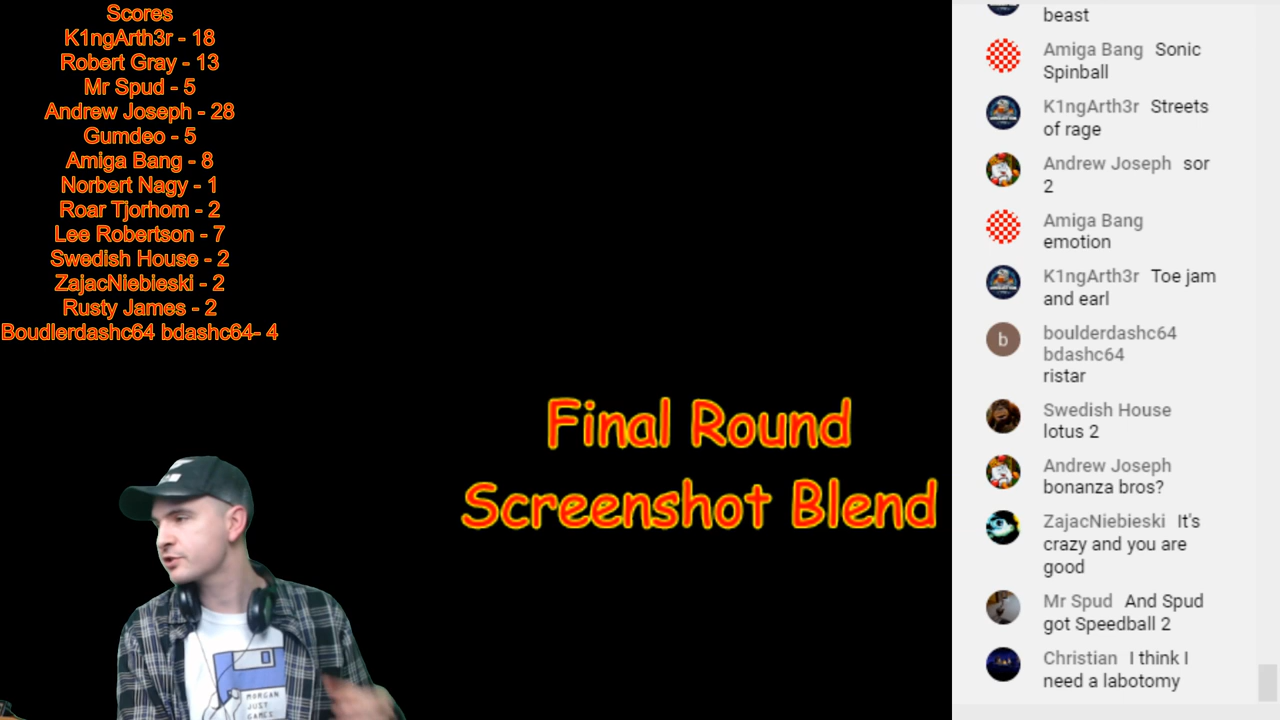 Scores
K1ngArth3r - 18
Robert Gray - 13
Mr Spud - 5
Andrew Joseph - 28
Gumdeo - 5
Amiga Bang - 8
Norbert Nagy - 1
Roar Tjorhom - 2
Lee Robertson - 7
Swedish House - 2
ZajacNiebieski - 2
Rusty James - 2
Boudlerdashc64 bdashc64- 4
Final Round
Screenshot Blend
MORGAN
JUST
GAMES
beast
Amiga Bang Sonic
Spinball
K1ngArth3r Streets
of rage
Andrew Joseph sor
2
Amiga Bang
emotion
K1ngArth3r Toe jam
and earl
b
boulderdashc64
bdashc64
ristar
Swedish House
lotus 2
Andrew Joseph
bonanza bros?
ZajacNiebieski It's
crazy and you are
good
Mr Spud And Spud
got Speedball 2
Christian I think I
need a labotomy